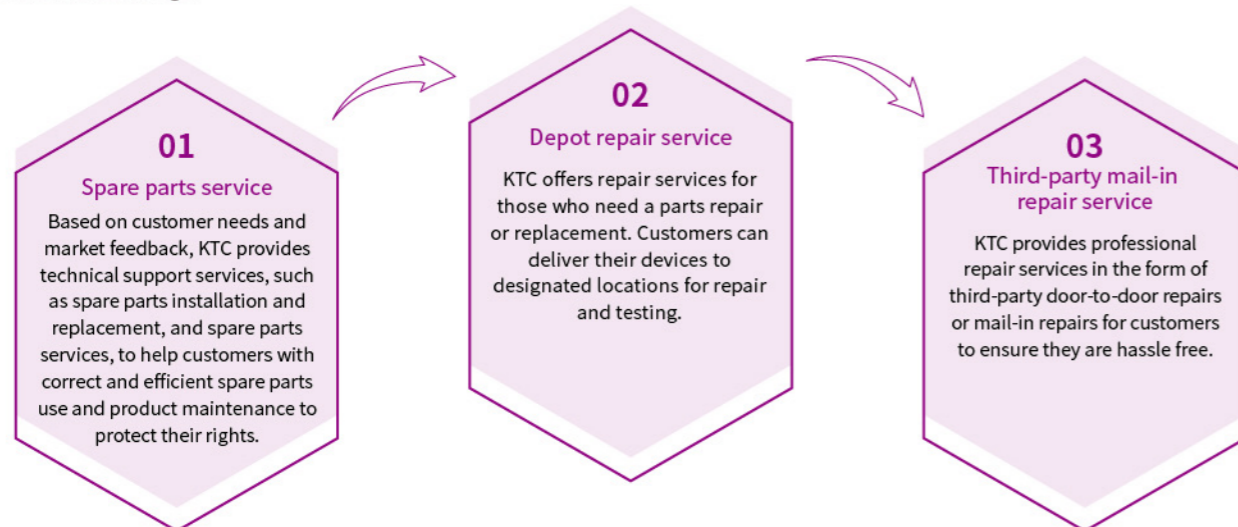 01
Spare parts service
Based on customer needs and
market feedback, KTC provides
technical support services, such
as spare parts installation and
replacement, and spare parts
services, to help customers with
correct and efficient spare parts
use and product maintenance to
protect their rights.
02
Depot repair service
KTC offers repair services for
those who need a parts repair
or replacement. Customers can
deliver their devices to
designated locations for repair
and testing.
03
Third-party mail-in
repair service
KTC provides professional
repair services in the form of
third-party door-to-door repairs
or mail-in repairs for customers
to ensure they are hassle free.